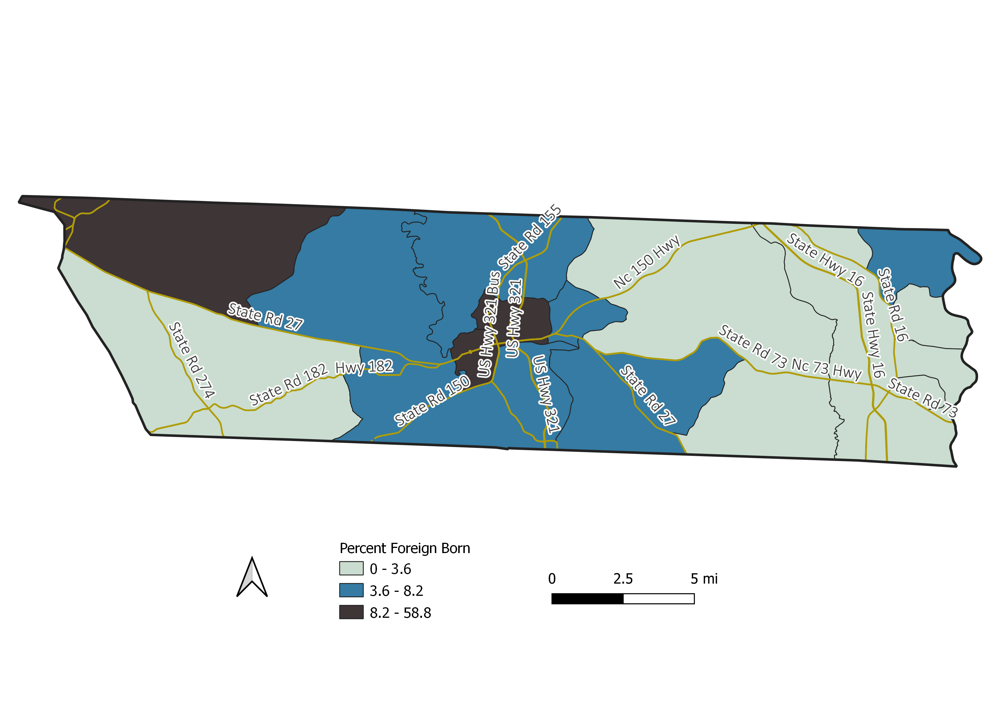 State Rd 155
State Hwy 16
Nc 150 Hwy
US Hwy 321 Bus
US Hwy 321
State Rd 16
State Hwy 16
State Rd 27
State Rd 274
State Rd 73 Nc 73 Hwy
State Rd 182 Hwy 182
State Rd 150
US Hwy 321
State Rd 27
State Rd 73
Percent Foreign Born
0 - 3.6
3.6 - 8.2
8.2 - 58.8
0 2.5 5 mi